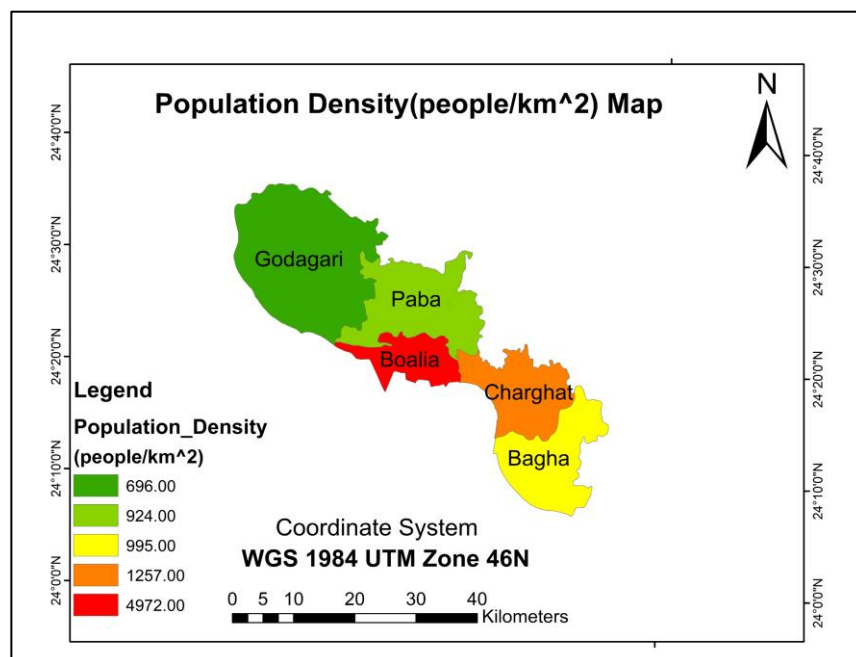 Population Density(people/km^2) Map
N
24°40'0"N
24°30'0"N
24°20'0"N
24°10'0"N
24°0'0"N
24°40'0"N
24°30'0"N
24°20'0"N
24°10'0"N
24°0'0"N
Godagari
Paba
Boalia
Charghat
Bagha
Legend
Population_Density
(people/km^2)
696.00
924.00
995.00
1257.00
4972.00
Coordinate System
WGS 1984 UTM Zone 46N
0 5 10 20 30 40
Kilometers